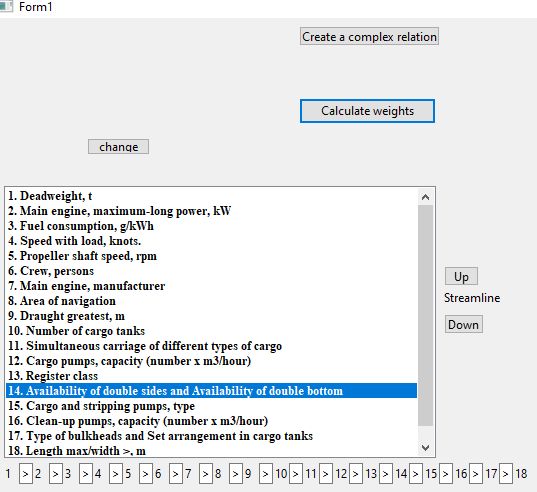 Form1
Create a complex relation
Calculate weights
change
1. Deadweight, t
2. Main engine, maximum-long power, kW
3. Fuel consumption, g/kWh
4. Speed with load, knots.
5. Propeller shaft speed, rpm
6. Crew, persons
7. Main engine, manufacturer
8. Area of navigation
9. Draught greatest, m
10. Number of cargo tanks
11. Simultaneous carriage of different types of cargo
12. Cargo pumps, capacity (number x m3/hour)
13. Register class
14. Availability of double sides and Availability of double bottom
15. Cargo and stripping pumps, type
16. Clean-up pumps, capacity (number x m3/hour)
17. Type of bulkheads and Set arrangement in cargo tanks
18. Length max/width >, m
Up
Streamline
Down
1 > 2 > 3 > 4 > 5 > 6 > 7 > 8 > 9 > 10 > 11 > 12 > 13 > 14 > 15 > 16 > 17 > 18